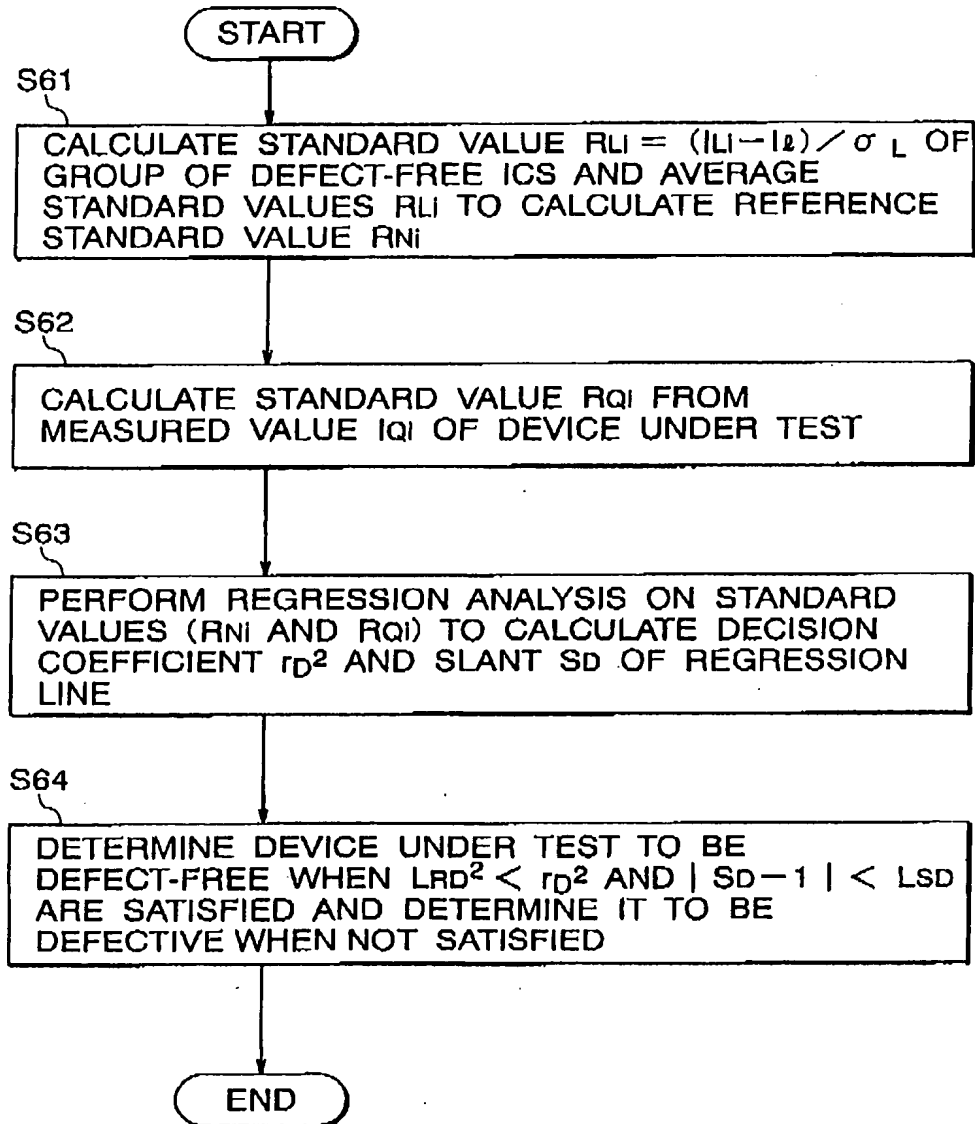 START
S61
CALCULATE STANDARD VALUE RLi = (ILi−Iℓ)/σL OF
GROUP OF DEFECT-FREE ICS AND AVERAGE
STANDARD VALUES RLi TO CALCULATE REFERENCE
STANDARD VALUE RNi
S62
CALCULATE STANDARD VALUE RQi FROM
MEASURED VALUE IQi OF DEVICE UNDER TEST
S63
PERFORM REGRESSION ANALYSIS ON STANDARD
VALUES (RNi AND RQi) TO CALCULATE DECISION
COEFFICIENT rD² AND SLANT SD OF REGRESSION
LINE
S64
DETERMINE DEVICE UNDER TEST TO BE
DEFECT-FREE WHEN LRD² < rD² AND | SD−1 | < LSD
ARE SATISFIED AND DETERMINE IT TO BE
DEFECTIVE WHEN NOT SATISFIED
END